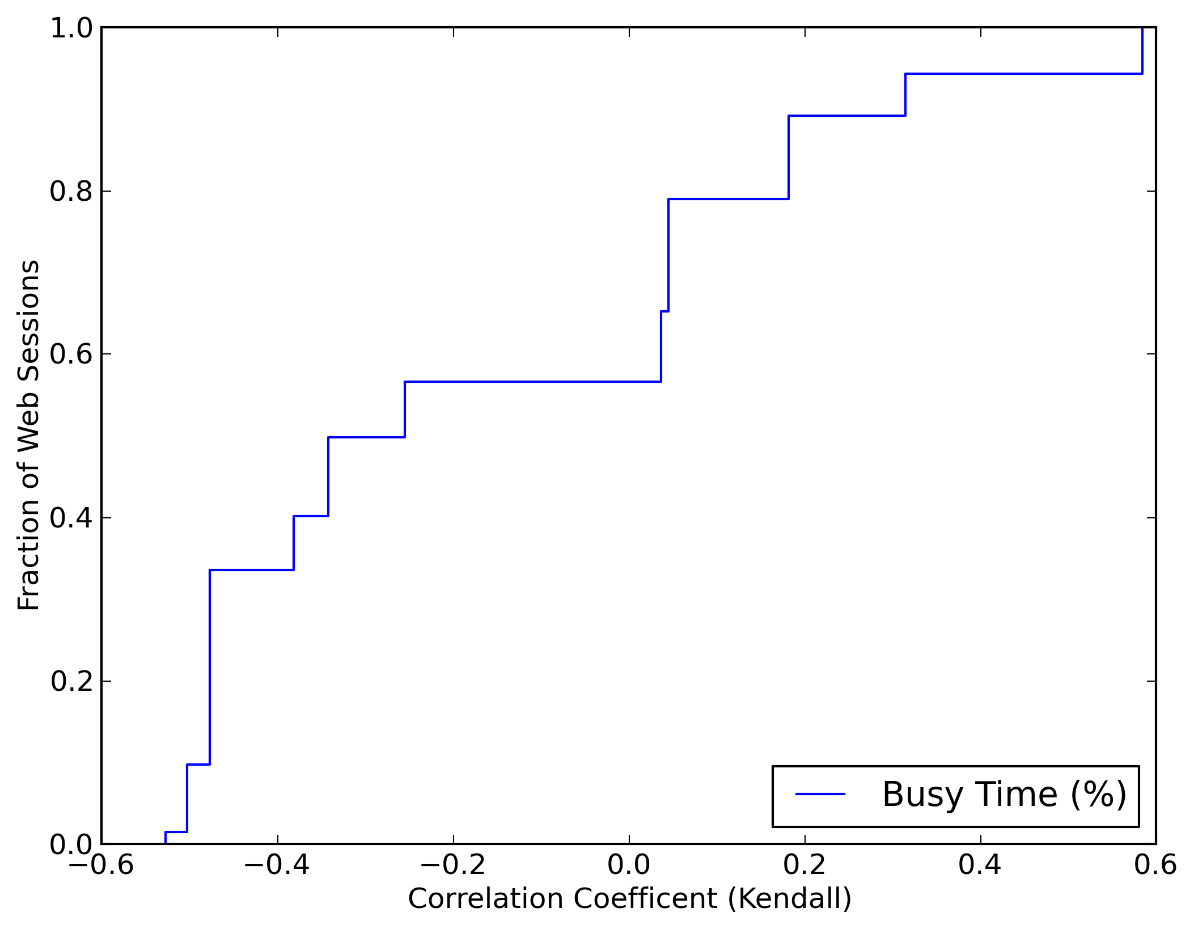 1.0
0.8
0.6
0.4
0.2
0.0
Fraction of Web Sessions
Busy Time (%)
−0.6 −0.4 −0.2 0.0 0.2 0.4 0.6
Correlation Coefficent (Kendall)